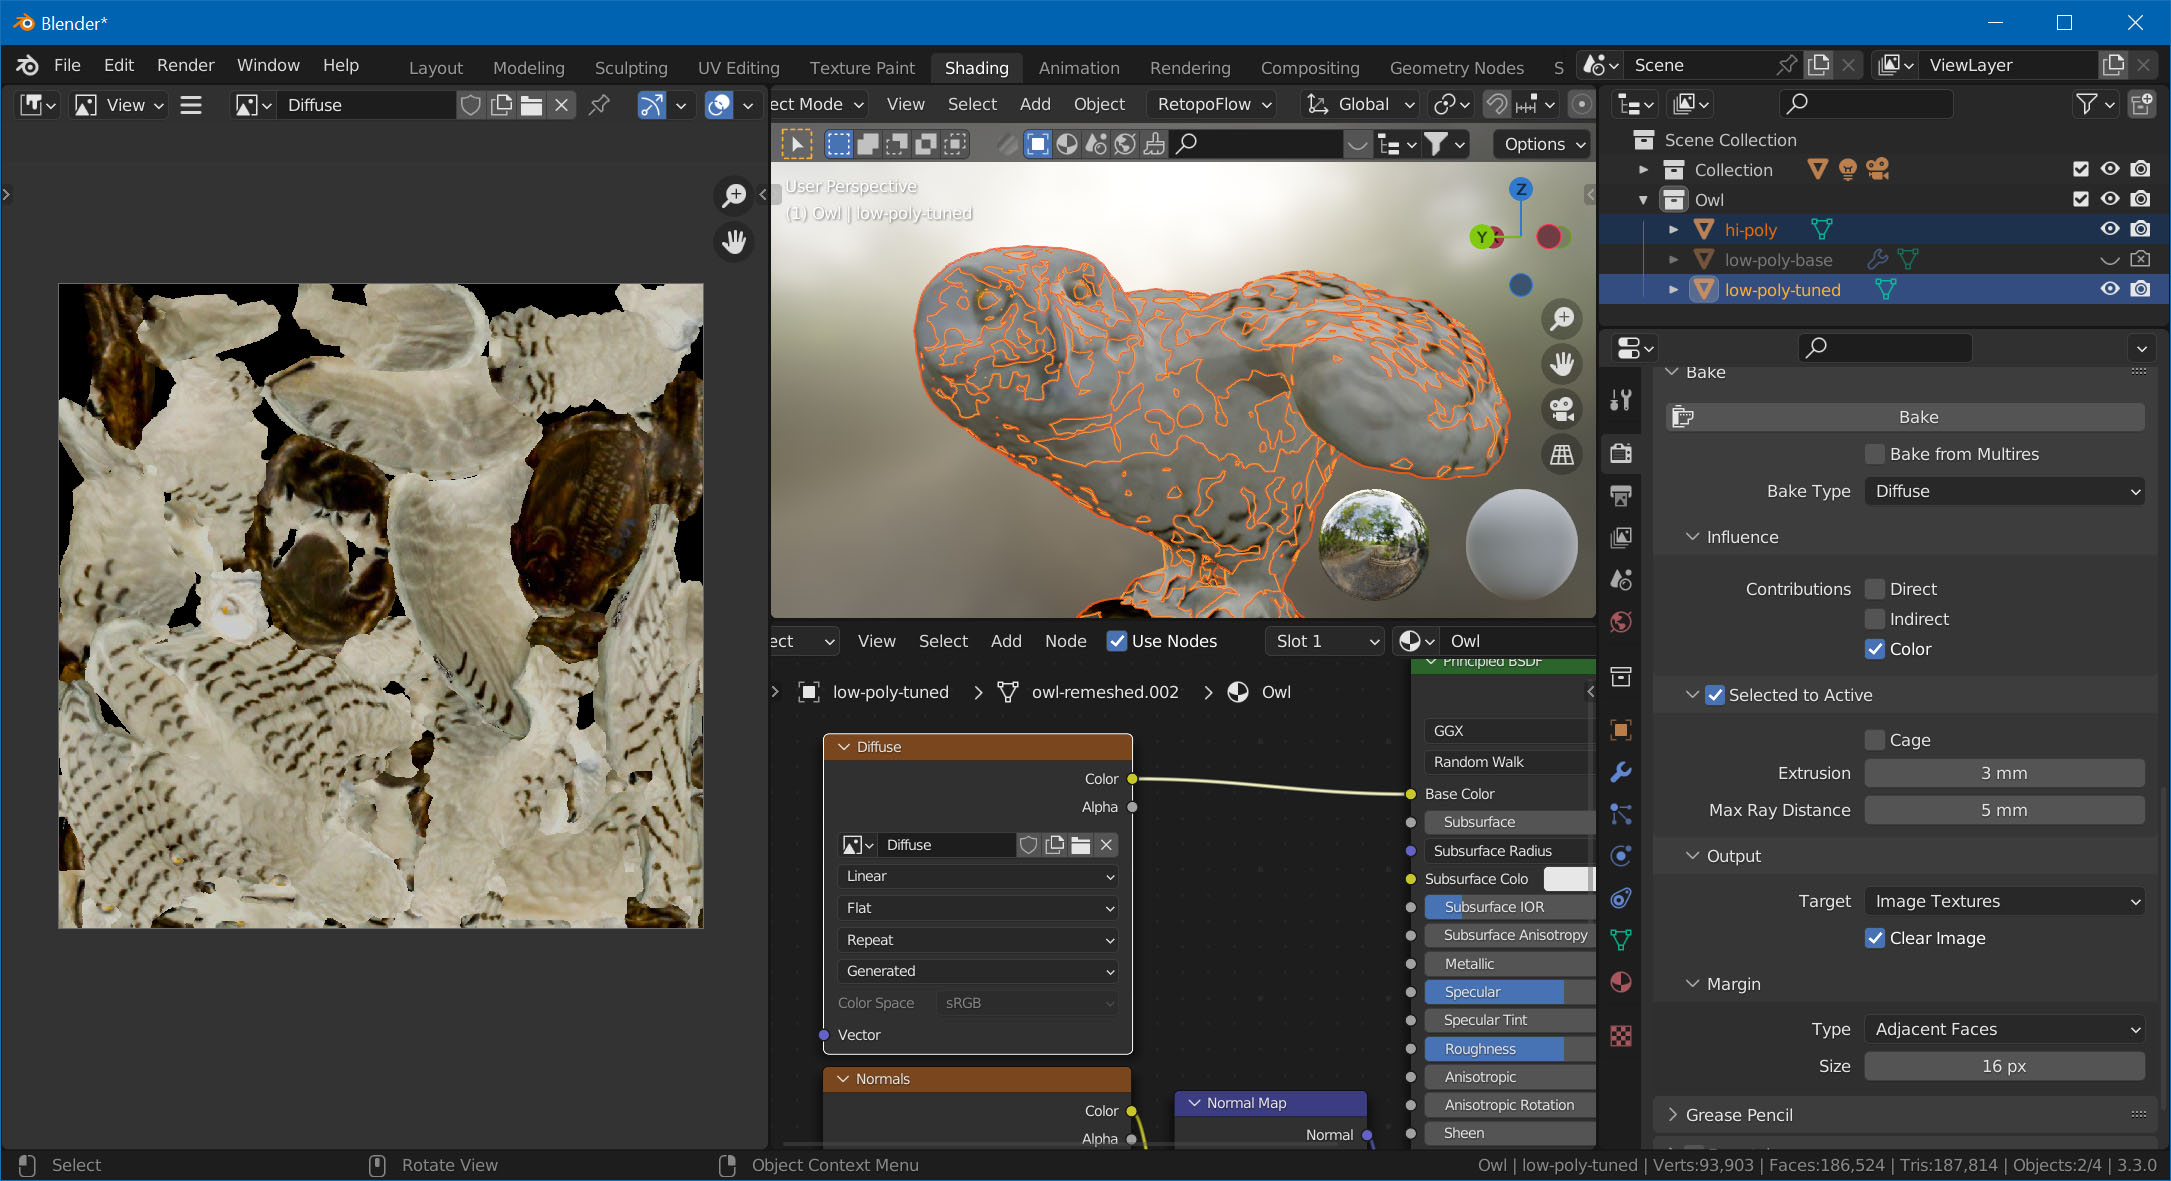 Blender*
File Edit Render Window Help
Layout Modeling Sculpting UV Editing Texture Paint Shading Animation Rendering Compositing Geometry Nodes S
Scene
ViewLayer
View
Diffuse
ect Mode View Select Add Object RetopoFlow Global
Options
User Perspective
(1) Owl | low-poly-tuned
Z
Y
Scene Collection
Collection
Owl
hi-poly
low-poly-base
low-poly-tuned
Bake
Bake
Bake from Multires
Bake Type Diffuse
Influence
Contributions Direct
Indirect
Color
Selected to Active
Cage
Extrusion 3 mm
Max Ray Distance 5 mm
Output
Target Image Textures
Clear Image
Margin
Type Adjacent Faces
Size 16 px
Grease Pencil
ect View Select Add Node Use Nodes Slot 1 Owl
low-poly-tuned owl-remeshed.002 Owl
Diffuse
Color
Alpha
Diffuse
Linear
Flat
Repeat
Generated
Color Space sRGB
Vector
Normals
Color
Alpha
Normal Map
Normal
Principled BSDF
GGX
Random Walk
Base Color
Subsurface
Subsurface Radius
Subsurface Colo
Subsurface IOR
Subsurface Anisotropy
Metallic
Specular
Specular Tint
Roughness
Anisotropic
Anisotropic Rotation
Sheen
Select Rotate View Object Context Menu
Owl | low-poly-tuned | Verts:93,903 | Faces:186,524 | Tris:187,814 | Objects:2/4 | 3.3.0